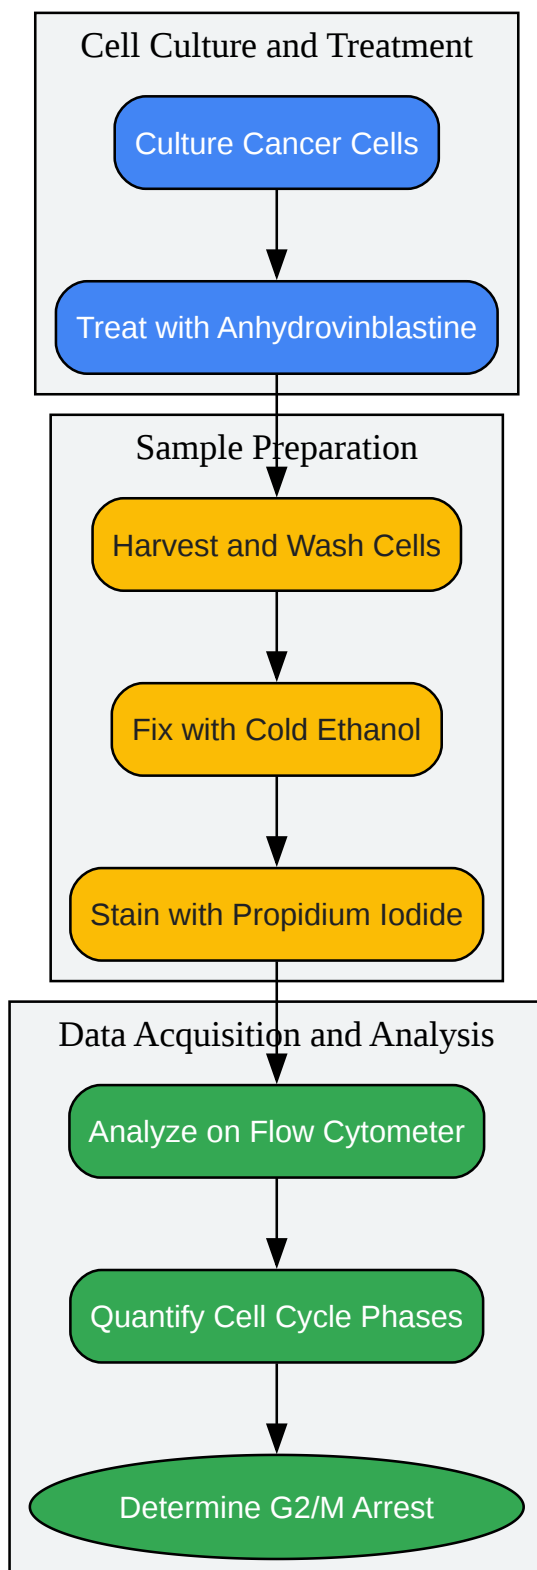 Cell Culture and Treatment
Culture Cancer Cells
Treat with Anhydrovinblastine
Sample Preparation
Harvest and Wash Cells
Fix with Cold Ethanol
Stain with Propidium Iodide
Data Acquisition and Analysis
Analyze on Flow Cytometer
Quantify Cell Cycle Phases
Determine G2/M Arrest